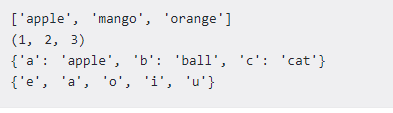 ['apple', 'mango', 'orange']
(1, 2, 3)
{'a': 'apple', 'b': 'ball', 'c': 'cat'}
{'e', 'a', 'o', 'i', 'u'}